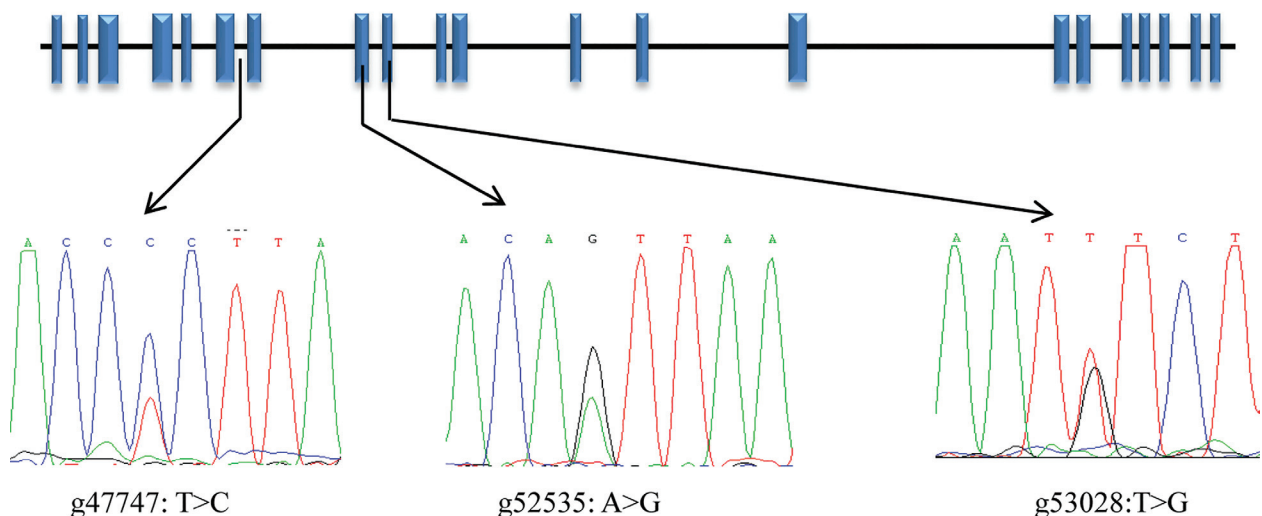 A C C C C T T A
A C A G T T A A
A A T T T C T
g47747: T>C
g52535: A>G
g53028:T>G